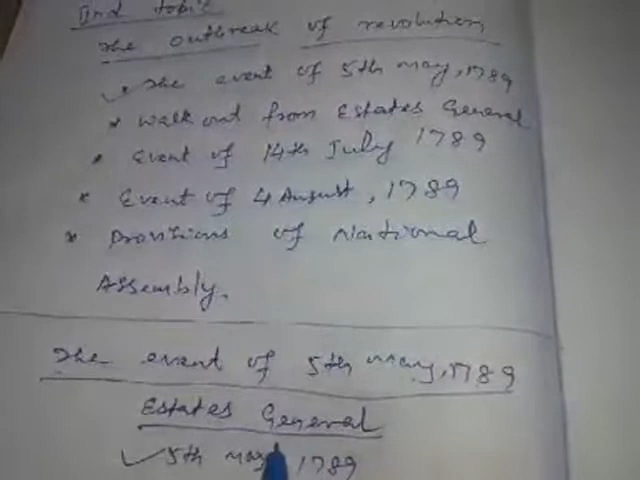 2nd topic
The outbreak of revolution
The event of 5th may, 1789
* walk out from Estates General
* Event of 14th July 1789
* Event of 4 August, 1789
* Provisions of National
Assembly.
The event of 5th may, 1789
Estates General
✓ 5th may 1789